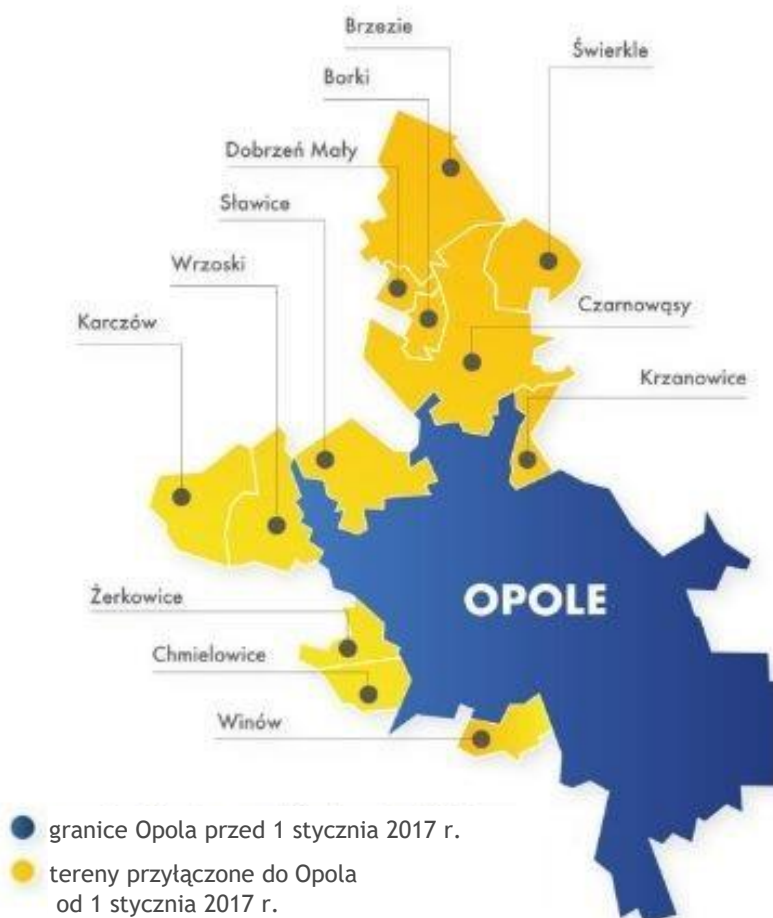 Brzezie
Świerkle
Borki
Dobrzeń Mały
Sławice
Wrzoski
Czarnowąsy
Karczów
Krzanowice
OPOLE
Żerkowice
Chmielowice
Winów
granice Opola przed 1 stycznia 2017 r.
tereny przyłączone do Opola
od 1 stycznia 2017 r.